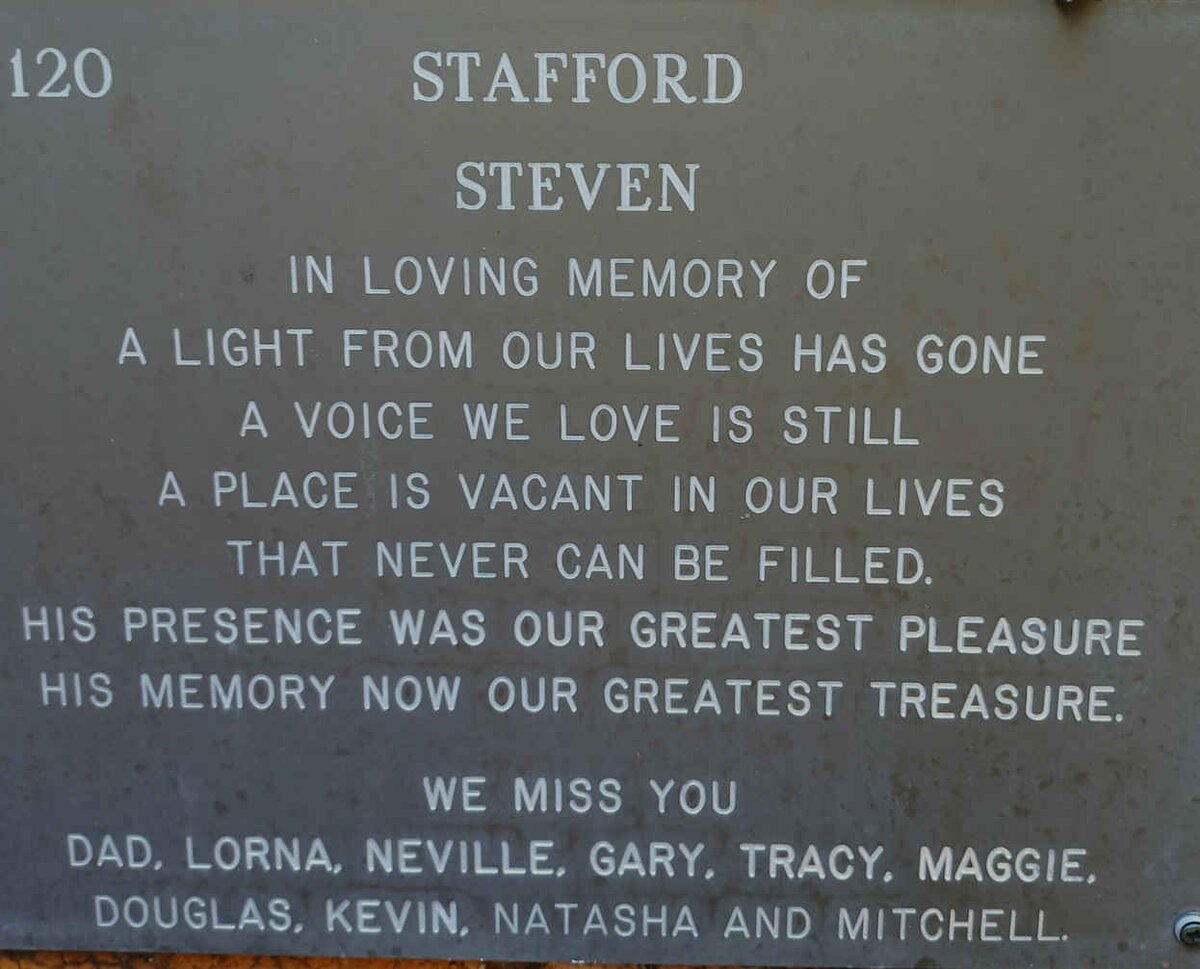 120 STAFFORD
STEVEN
IN LOVING MEMORY OF
A LIGHT FROM OUR LIVES HAS GONE
A VOICE WE LOVE IS STILL
A PLACE IS VACANT IN OUR LIVES
THAT NEVER CAN BE FILLED.
HIS PRESENCE WAS OUR GREATEST PLEASURE
HIS MEMORY NOW OUR GREATEST TREASURE.
WE MISS YOU
DAD, LORNA, NEVILLE, GARY, TRACY, MAGGIE,
DOUGLAS, KEVIN, NATASHA AND MITCHELL.